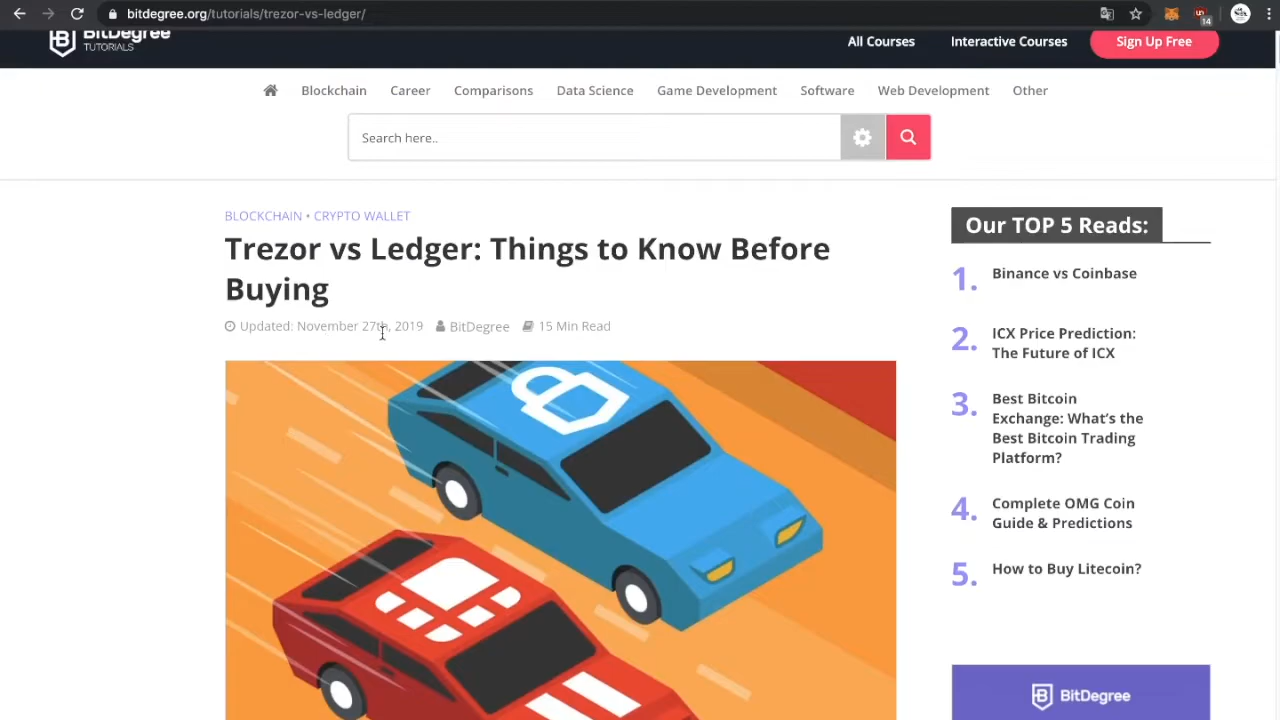 bitdegree.org/tutorials/trezor-vs-ledger/
14
BitDegree
TUTORIALS
All Courses
Interactive Courses
Sign Up Free
Blockchain
Career
Comparisons
Data Science
Game Development
Software
Web Development
Other
Search here..
BLOCKCHAIN • CRYPTO WALLET
Trezor vs Ledger: Things to Know Before
Buying
Updated: November 27th, 2019
BitDegree
15 Min Read
Our TOP 5 Reads:
1. Binance vs Coinbase
2. ICX Price Prediction:
The Future of ICX
3. Best Bitcoin
Exchange: What's the
Best Bitcoin Trading
Platform?
4. Complete OMG Coin
Guide & Predictions
5. How to Buy Litecoin?
BitDegree